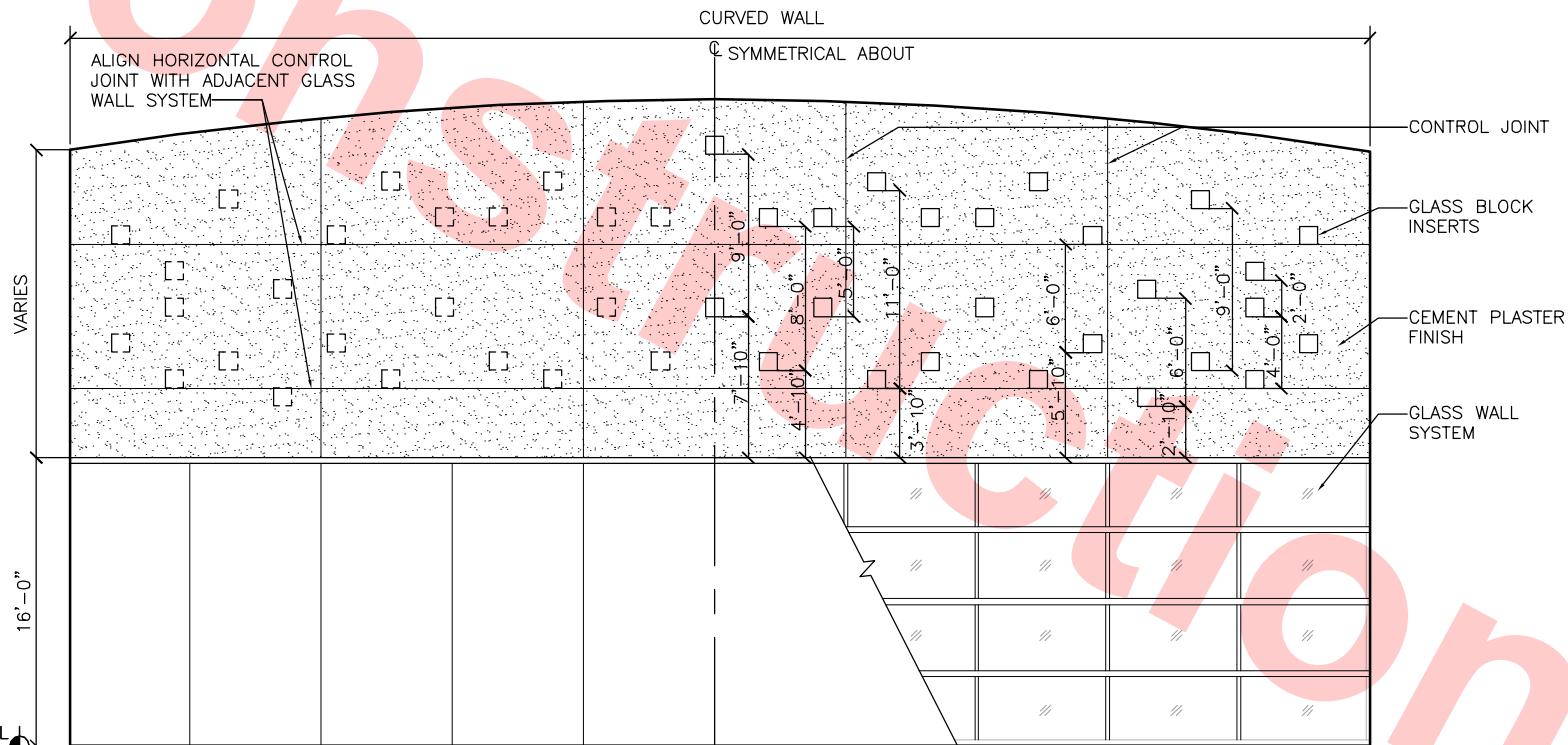 CURVED WALL
℄ SYMMETRICAL ABOUT
ALIGN HORIZONTAL CONTROL
JOINT WITH ADJACENT GLASS
WALL SYSTEM
CONTROL JOINT
GLASS BLOCK
INSERTS
CEMENT PLASTER
FINISH
GLASS WALL
SYSTEM
VARIES
16'-0"
9'-0"
7'-10"
8'-0"
4'-10"
5'-0"
11'-0"
3'-10"
6'-0"
5'-10"
6'-0"
2'-10"
9'-0"
2'-0"
4'-0"
L
onstruction